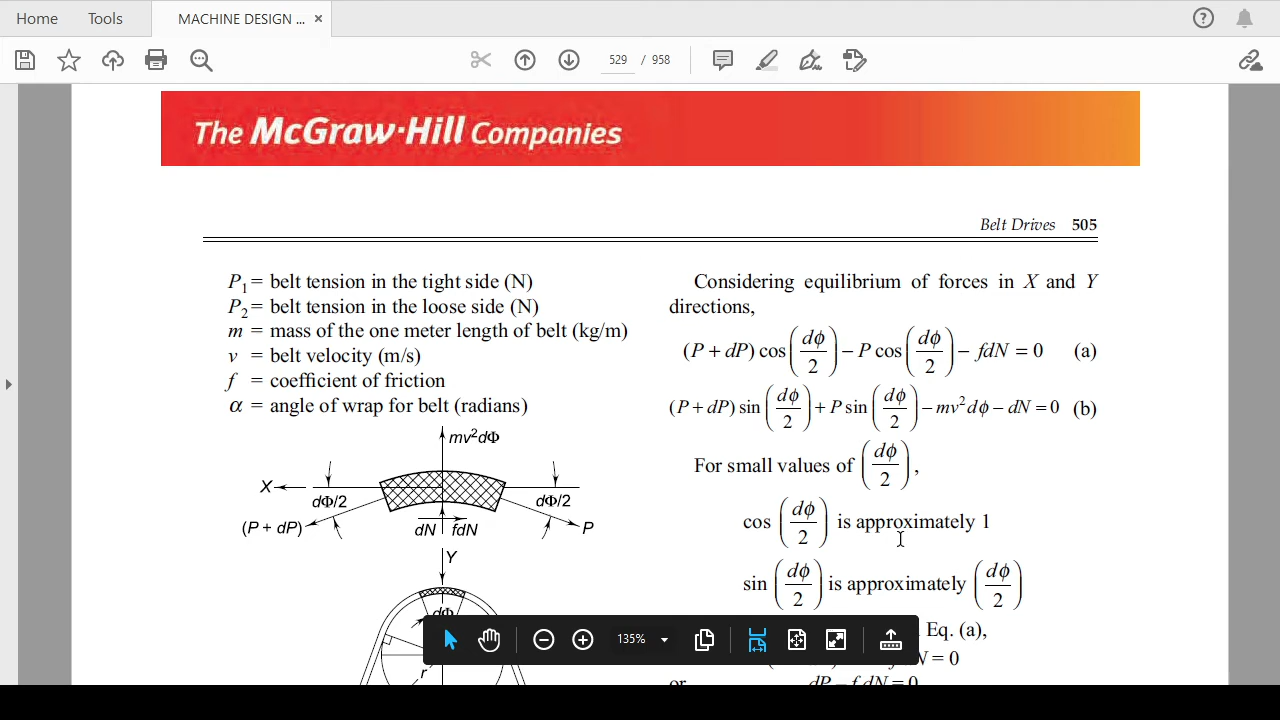 Home
Tools
MACHINE DESIGN ...
529 / 958
The McGraw·Hill Companies
Belt Drives 505
P₁ = belt tension in the tight side (N)
P₂ = belt tension in the loose side (N)
m = mass of the one meter length of belt (kg/m)
v = belt velocity (m/s)
f = coefficient of friction
α = angle of wrap for belt (radians)
mv²dΦ
X
dΦ/2
dΦ/2
(P + dP)
dN
fdN
P
Y
dΦ
r
Considering equilibrium of forces in X and Y
directions,
(P + dP) cos (dϕ/2) – P cos (dϕ/2) – fdN = 0 (a)
(P + dP) sin (dϕ/2) + P sin (dϕ/2) – mv²dϕ – dN = 0 (b)
For small values of (dϕ/2),
cos (dϕ/2) is approximately 1
sin (dϕ/2) is approximately (dϕ/2)
Eq. (a),
= 0
or dP – f dN = 0
135%